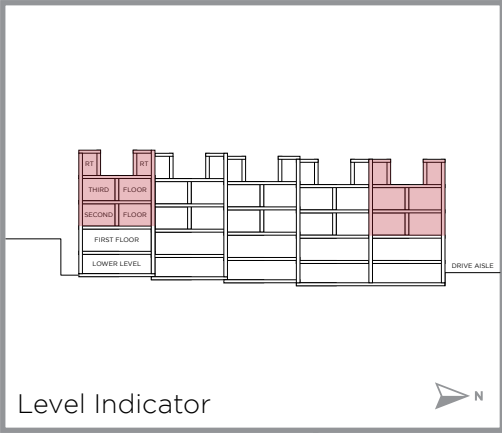 RT RT
THIRD FLOOR
SECOND FLOOR
FIRST FLOOR
LOWER LEVEL
DRIVE AISLE
Level Indicator
N